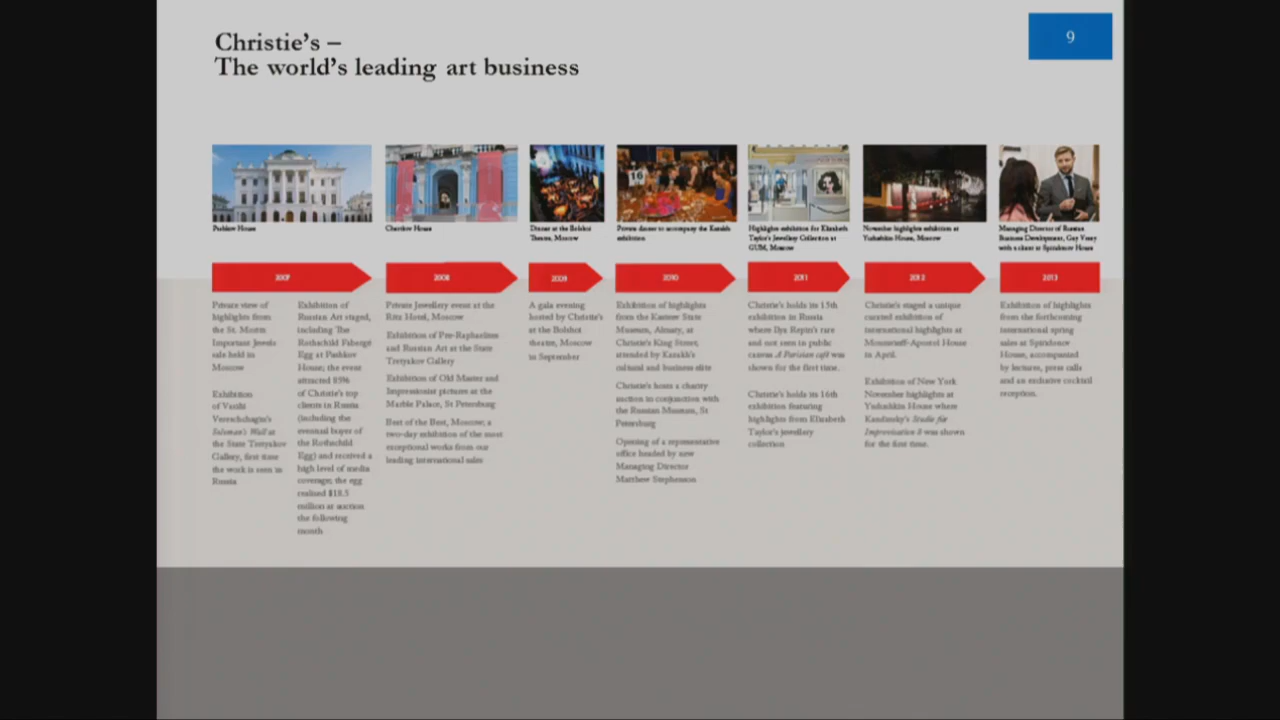 Christie's –
The world's leading art business
9
Pashkov House
Dinner at the Bolshoi
Theatre, Moscow
Private dinner to accompany the Kazakh
exhibition
Highlights exhibition for Elizabeth
Taylor's Jewellery Collection at
GUM, Moscow
November highlights exhibition at
House, Moscow
Managing Director of Russian
Business Development, Guy Vesey
with a client at Spiridonov House
2007
2008
2009
2010
2011
2012
2013
Private view of
highlights from
the St. Moritz
Important Jewels
sale held in
Moscow
Exhibition
of Vasilii
Vereschagin's
Solomon's Wall at
the State Tretyakov
Gallery, first time
the work is seen in
Russia
Exhibition of
Russian Art staged,
including The
Rothschild Fabergé
Egg at Pashkov
House; the event
attracted 85%
of Christie's top
clients in Russia
(including the
eventual buyer of
the Rothschild
Egg) and received a
high level of media
coverage; the egg
realised $18.5
million at auction
the following
month
Private Jewellery event at the
Ritz Hotel, Moscow
Exhibition of Pre-Raphaelites
and Russian Art at the State
Tretyakov Gallery
Exhibition of Old Master and
Impressionist pictures at the
Marble Palace, St Petersburg
Best of the Best, Moscow; a
two-day exhibition of the most
exceptional works from our
leading international sales
A gala evening
hosted by Christie's
at the Bolshoi
theatre, Moscow
in September
Exhibition of highlights
from the Kasteev State
Museum, Almaty, at
Christie's King Street,
attended by Kazakh's
cultural and business elite
Christie's hosts a charity
auction in conjunction with
the Russian Museum, St
Petersburg
Opening of a representative
office headed by new
Managing Director
Matthew Stephenson
Christie's holds its 15th
exhibition in Russia
where Ilya Repin's rare
and not seen in public
canvas A Parisian café was
shown for the first time.
Christie's holds its 16th
exhibition featuring
highlights from Elizabeth
Taylor's jewellery
collection
Christie's staged a unique
curated exhibition of
international highlights at
Mouravieff-Apostol House
in April.
Exhibition of New York
November highlights at
House where
Kandinsky's Studie für
Improvisation 8 was shown
for the first time.
Exhibition of highlights
from the forthcoming
international spring
sales at Spiridonov
House, accompanied
by lectures, press calls
and an exclusive cocktail
reception.